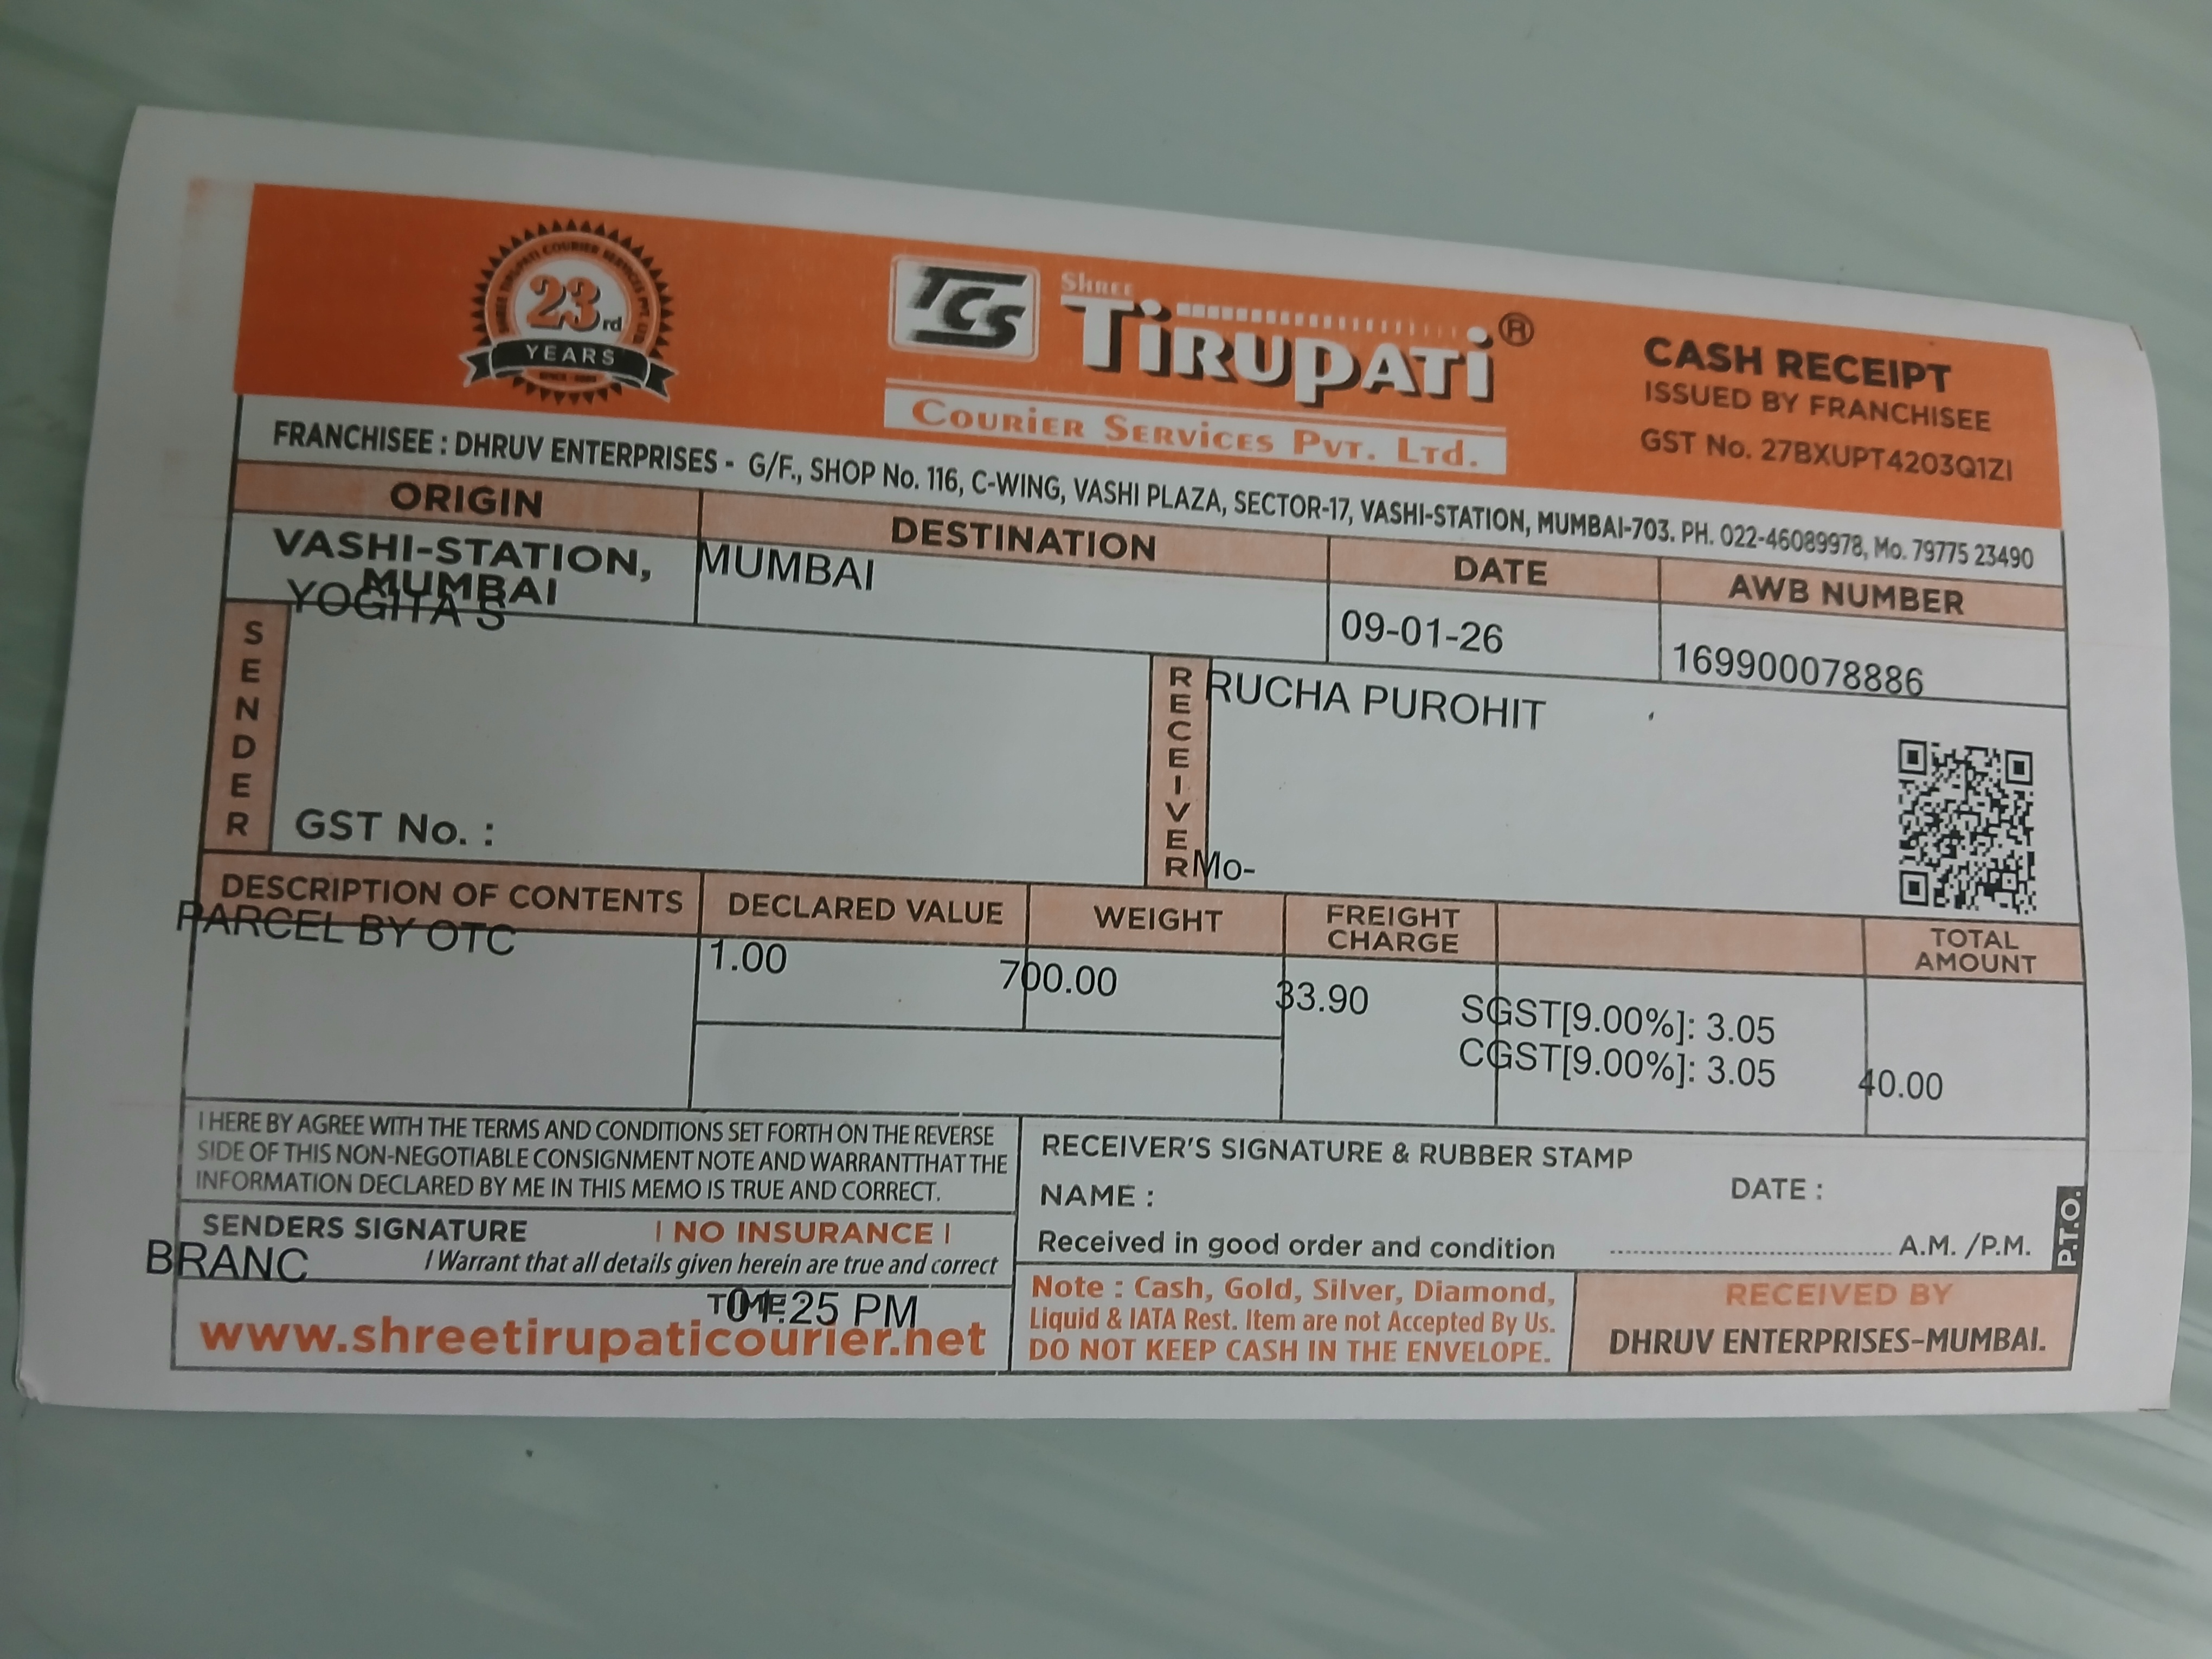 SHREE TIRUPATI COURIER SERVICES PVT. LTD.
23rd
YEARS
TCS
SHREE
TIRUPATI®
COURIER SERVICES PVT. LTD.
CASH RECEIPT
ISSUED BY FRANCHISEE
GST No. 27BXUPT4203Q1ZI
FRANCHISEE : DHRUV ENTERPRISES - G/F., SHOP No. 116, C-WING, VASHI PLAZA, SECTOR-17, VASHI-STATION, MUMBAI-703. PH. 022-46089978, Mo. 79775 23490
ORIGIN
DESTINATION
DATE
AWB NUMBER
VASHI-STATION,
MUMBAI
MUMBAI
09-01-26
169900078886
SENDER
YOGITA S
GST No. :
RECEIVER
RUCHA PUROHIT
Mo-
DESCRIPTION OF CONTENTS
DECLARED VALUE
WEIGHT
FREIGHT
CHARGE
TOTAL
AMOUNT
PARCEL BY OTC
1.00
700.00
33.90
SGST[9.00%]: 3.05
CGST[9.00%]: 3.05
40.00
I HERE BY AGREE WITH THE TERMS AND CONDITIONS SET FORTH ON THE REVERSE
SIDE OF THIS NON-NEGOTIABLE CONSIGNMENT NOTE AND WARRANTTHAT THE
INFORMATION DECLARED BY ME IN THIS MEMO IS TRUE AND CORRECT.
SENDERS SIGNATURE
I NO INSURANCE I
BRANC
I Warrant that all details given herein are true and correct
TIME:
01:25 PM
www.shreetirupaticourier.net
RECEIVER'S SIGNATURE & RUBBER STAMP
NAME :
DATE :
Received in good order and condition .................................... A.M. /P.M.
P.T.O.
Note : Cash, Gold, Silver, Diamond,
Liquid & IATA Rest. Item are not Accepted By Us.
DO NOT KEEP CASH IN THE ENVELOPE.
RECEIVED BY
DHRUV ENTERPRISES-MUMBAI.